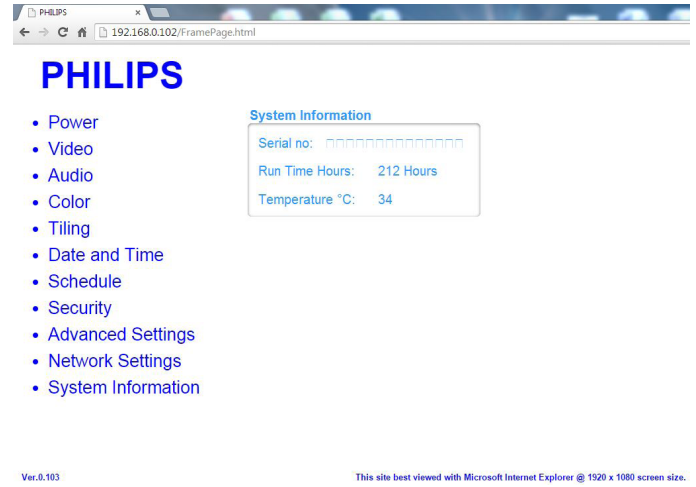 PHILIPS
192.168.0.102/FramePage.html
PHILIPS
System Information
Serial no:
Run Time Hours: 212 Hours
Temperature °C: 34
Power
Video
Audio
Color
Tiling
Date and Time
Schedule
Security
Advanced Settings
Network Settings
System Information
Ver.0.103
This site best viewed with Microsoft Internet Explorer @ 1920 x 1080 screen size.